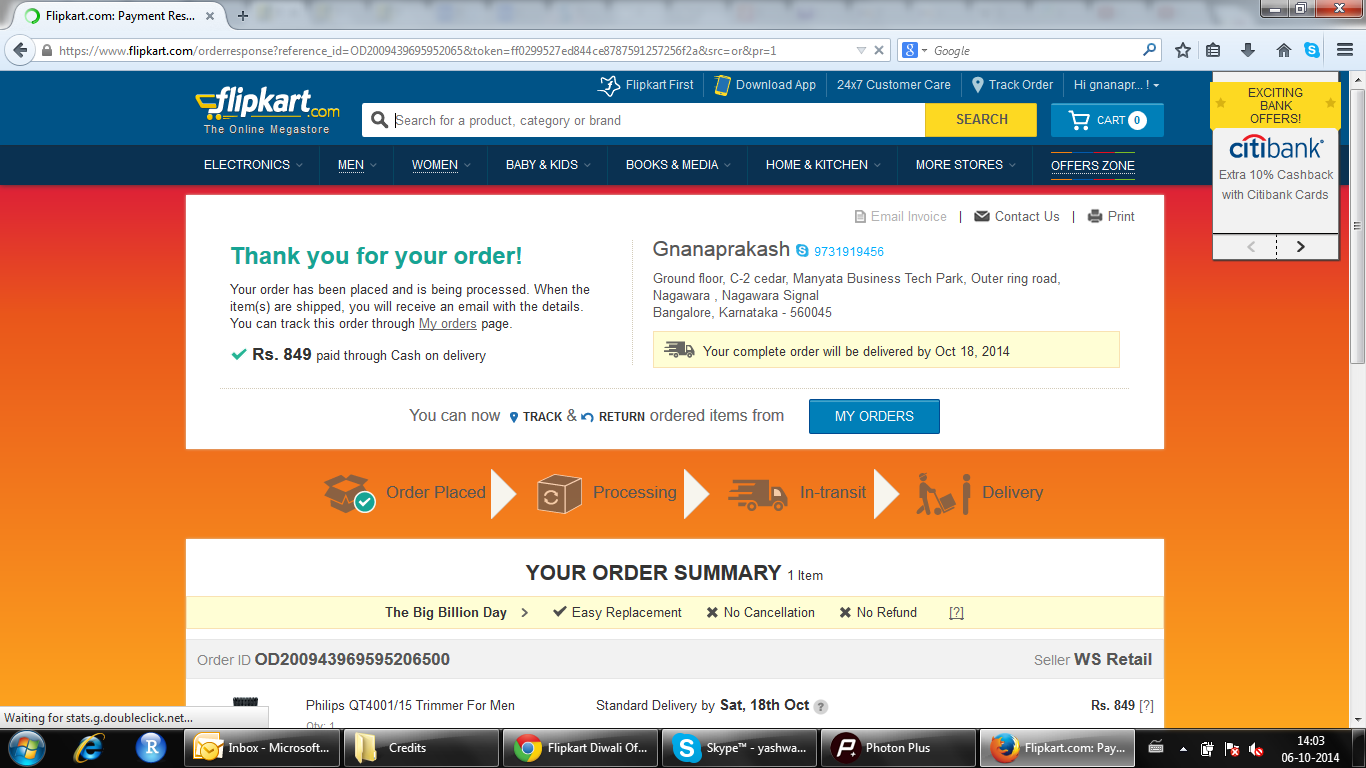 Flipkart.com: Payment Res...
https://www.flipkart.com/orderresponse?reference_id=OD200943969595206​5&token=ff0299527ed844ce8787591257256f2a&src=or&pr=1
Google
Flipkart First
Download App
24x7 Customer Care
Track Order
Hi gnanapr... !
flipkart.com
The Online Megastore
Search for a product, category or brand
SEARCH
CART 0
ELECTRONICS
MEN
WOMEN
BABY & KIDS
BOOKS & MEDIA
HOME & KITCHEN
MORE STORES
OFFERS ZONE
EXCITING
BANK
OFFERS!
citibank
Extra 10% Cashback
with Citibank Cards
Email Invoice | Contact Us | Print
Thank you for your order!
Your order has been placed and is being processed. When the
item(s) are shipped, you will receive an email with the details.
You can track this order through My orders page.
Rs. 849 paid through Cash on delivery
Gnanaprakash 9731919456
Ground floor, C-2 cedar, Manyata Business Tech Park, Outer ring road,
Nagawara , Nagawara Signal
Bangalore, Karnataka - 560045
Your complete order will be delivered by Oct 18, 2014
You can now TRACK & RETURN ordered items from MY ORDERS
Order Placed
Processing
In-transit
Delivery
YOUR ORDER SUMMARY 1 Item
The Big Billion Day > Easy Replacement No Cancellation No Refund [?]
Order ID OD200943969595206500
Seller WS Retail
Philips QT4001/15 Trimmer For Men
Standard Delivery by Sat, 18th Oct ?
Rs. 849 [?]
Qty: 1
Waiting for stats.g.doubleclick.net...
Inbox - Microsoft...
Credits
Flipkart Diwali Of...
Skype™ - yashwa...
Photon Plus
Flipkart.com: Pay...
14:03
06-10-2014